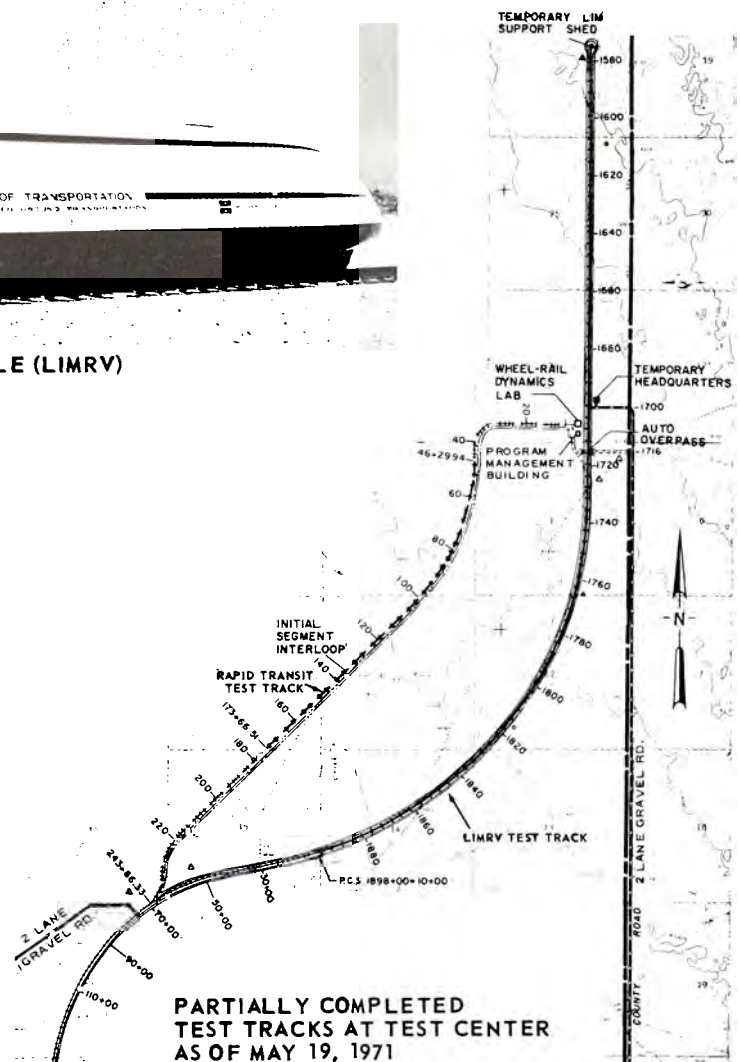 TEMPORARY LIM
SUPPORT SHED
1580
19
1600
1620
30
1640
1660
OF TRANSPORTATION
LE (LIMRV)
WHEEL-RAIL
DYNAMICS
LAB
TEMPORARY
HEADQUARTERS
20
1700
40
46+29.94
AUTO
OVERPASS
1716
PROGRAM
MANAGEMENT
BUILDING
1720
60
1740
80
1760
100
-N-
120
1780
INITIAL
SEGMENT
INTERLOOP
140
RAPID TRANSIT
TEST TRACK
160
173+66.51
1800
180
1820
200
1840
2 LANE GRAVEL RD.
220
1860
LIMRV TEST TRACK
18
1880
243+86.33
P.C.S. 1898+00=10+00
30+00
50+00
70+00
2 LANE
GRAVEL RD.
90+00
110+00
COUNTY ROAD
PARTIALLY COMPLETED
TEST TRACKS AT TEST CENTER
AS OF MAY 19, 1971